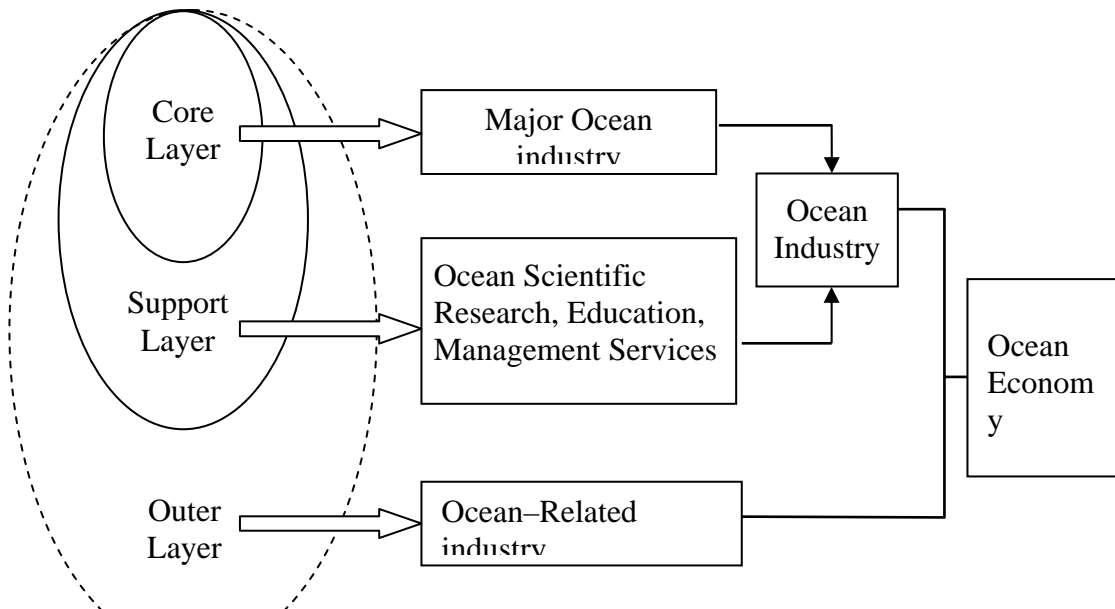 Core
Layer
Major Ocean
industry
Ocean
Industry
Support
Layer
Ocean Scientific
Research, Education,
Management Services
Ocean
Econom
y
Outer
Layer
Ocean–Related
industry